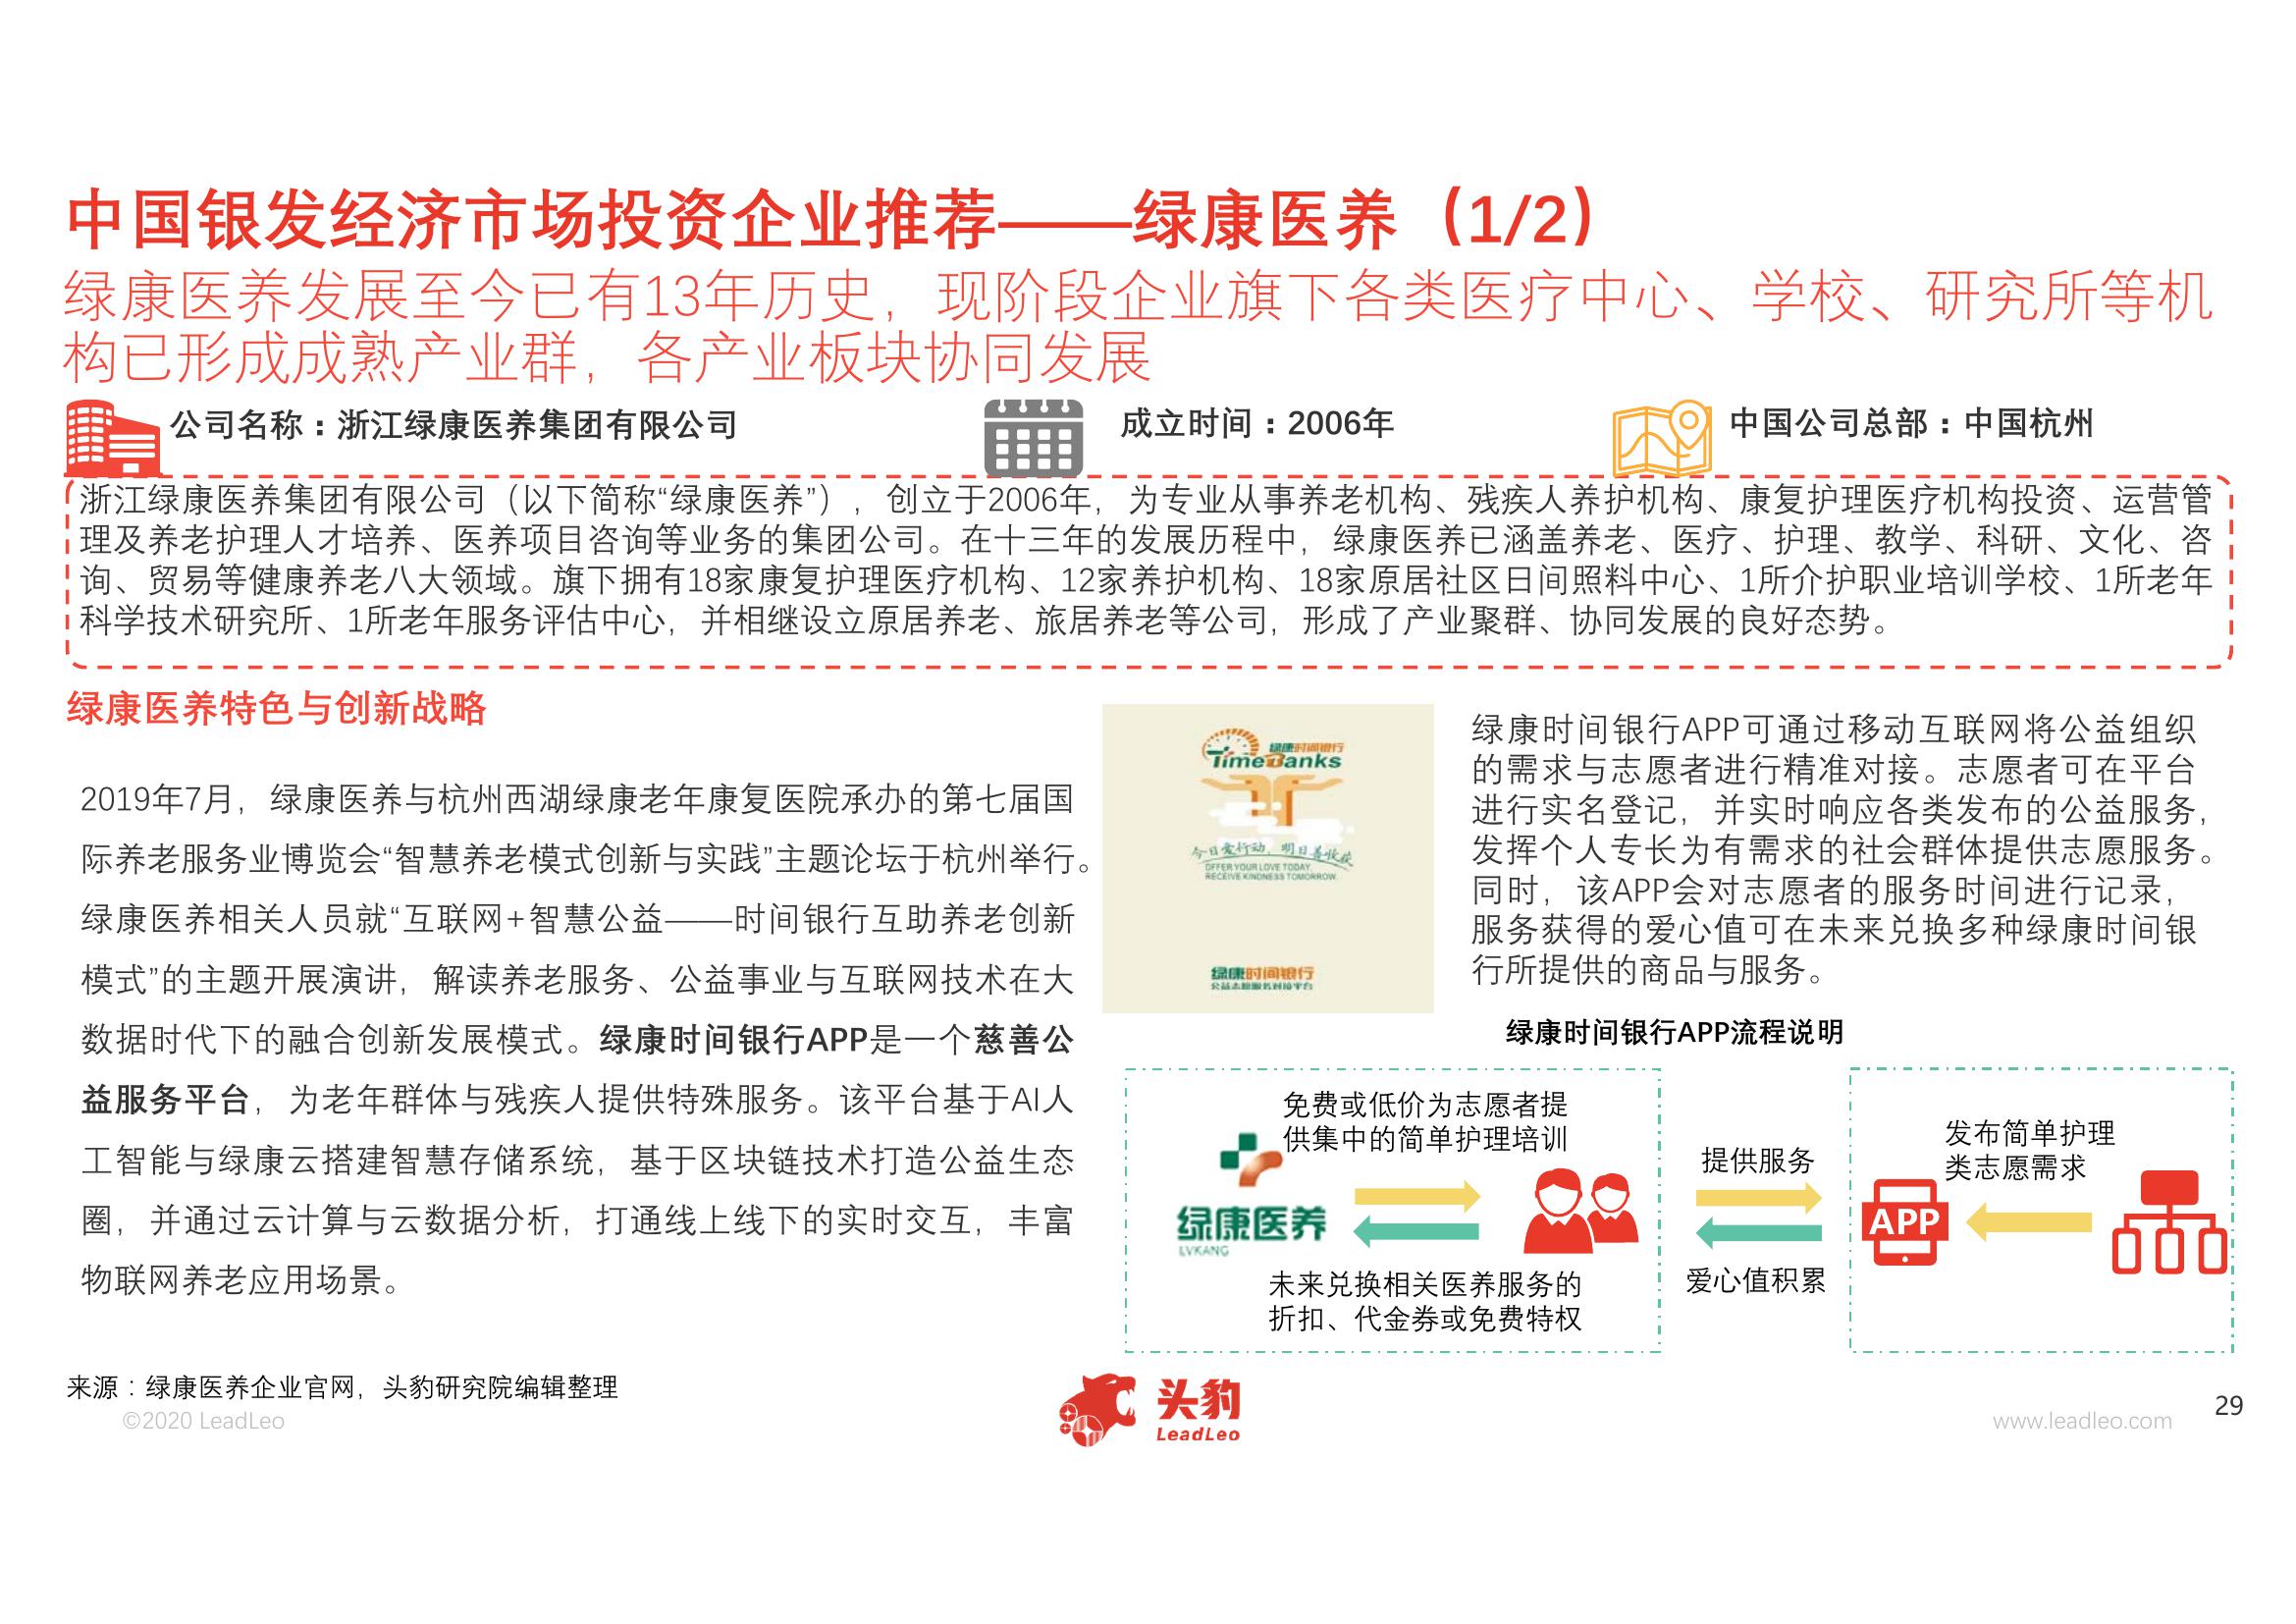 中国银发经济市场投资企业推荐——绿康医养（1/2）
绿康医养发展至今已有13年历史，现阶段企业旗下各类医疗中心、学校、研究所等机
构已形成成熟产业群，各产业板块协同发展
公司名称：浙江绿康医养集团有限公司
成立时间：2006年
中国公司总部：中国杭州
浙江绿康医养集团有限公司（以下简称“绿康医养”），创立于2006年，为专业从事养老机构、残疾人养护机构、康复护理医疗机构投资、运营管
理及养老护理人才培养、医养项目咨询等业务的集团公司。在十三年的发展历程中，绿康医养已涵盖养老、医疗、护理、教学、科研、文化、咨
询、贸易等健康养老八大领域。旗下拥有18家康复护理医疗机构、12家养护机构、18家原居社区日间照料中心、1所介护职业培训学校、1所老年
科学技术研究所、1所老年服务评估中心，并相继设立原居养老、旅居养老等公司，形成了产业聚群、协同发展的良好态势。
绿康医养特色与创新战略
2019年7月，绿康医养与杭州西湖绿康老年康复医院承办的第七届国
际养老服务业博览会“智慧养老模式创新与实践”主题论坛于杭州举行。
绿康医养相关人员就“互联网+智慧公益——时间银行互助养老创新
模式”的主题开展演讲，解读养老服务、公益事业与互联网技术在大
数据时代下的融合创新发展模式。绿康时间银行APP是一个慈善公
益服务平台，为老年群体与残疾人提供特殊服务。该平台基于AI人
工智能与绿康云搭建智慧存储系统，基于区块链技术打造公益生态
圈，并通过云计算与云数据分析，打通线上线下的实时交互，丰富
物联网养老应用场景。
绿康时间银行
TimeBanks
今日爱行动，明日善收获
OFFER YOUR LOVE TODAY.
RECEIVE KINDNESS TOMORROW.
绿康时间银行
公益志愿服务对接平台
绿康时间银行APP可通过移动互联网将公益组织
的需求与志愿者进行精准对接。志愿者可在平台
进行实名登记，并实时响应各类发布的公益服务，
发挥个人专长为有需求的社会群体提供志愿服务。
同时，该APP会对志愿者的服务时间进行记录，
服务获得的爱心值可在未来兑换多种绿康时间银
行所提供的商品与服务。
绿康时间银行APP流程说明
免费或低价为志愿者提
供集中的简单护理培训
绿康医养
LVKANG
未来兑换相关医养服务的
折扣、代金券或免费特权
提供服务
爱心值积累
发布简单护理
类志愿需求
APP
来源：绿康医养企业官网，头豹研究院编辑整理
©2020 LeadLeo
头豹
LeadLeo
www.leadleo.com
29